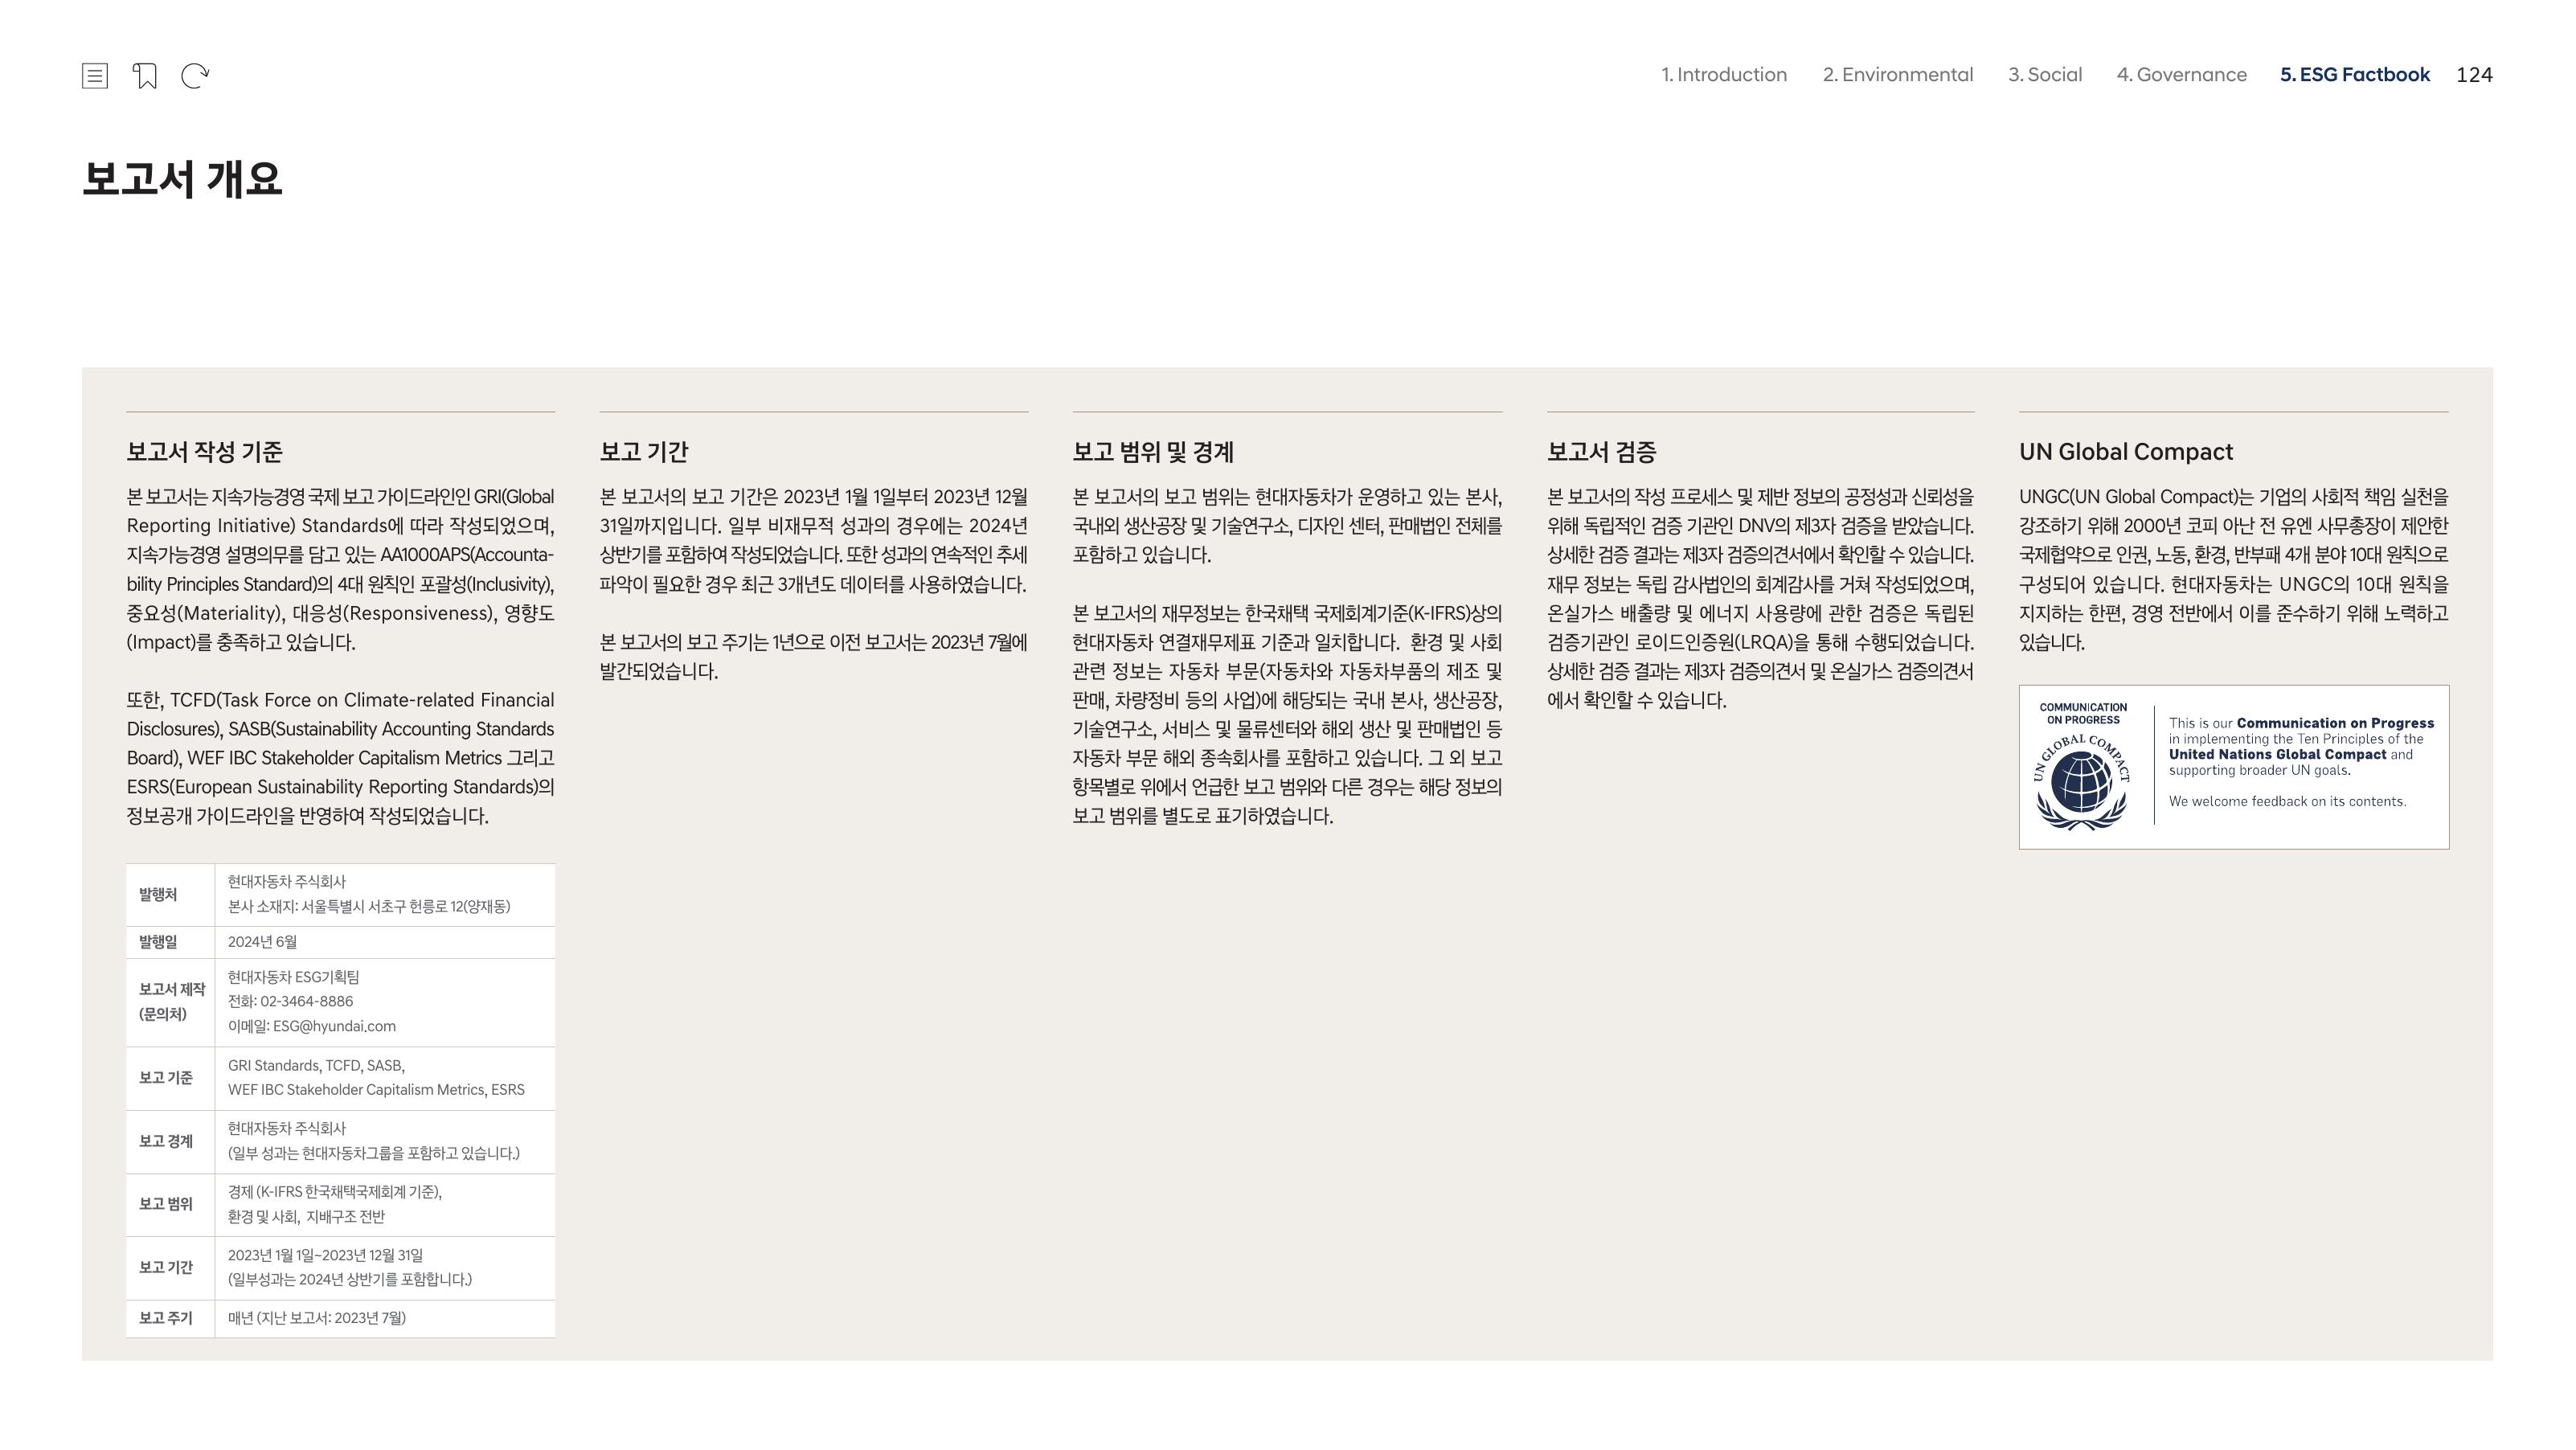 1. Introduction 2. Environmental 3. Social 4. Governance 5. ESG Factbook 124
보고서 개요
보고서 작성 기준
본 보고서는 지속가능경영 국제 보고 가이드라인인 GRI(Global
Reporting Initiative) Standards에 따라 작성되었으며,
지속가능경영 설명의무를 담고 있는 AA1000APS(Accounta-
bility Principles Standard)의 4대 원칙인 포괄성(Inclusivity),
중요성(Materiality), 대응성(Responsiveness), 영향도
(Impact)를 충족하고 있습니다.
또한, TCFD(Task Force on Climate-related Financial
Disclosures), SASB(Sustainability Accounting Standards
Board), WEF IBC Stakeholder Capitalism Metrics 그리고
ESRS(European Sustainability Reporting Standards)의
정보공개 가이드라인을 반영하여 작성되었습니다.
발행처
현대자동차 주식회사
본사 소재지: 서울특별시 서초구 헌릉로 12(양재동)
발행일
2024년 6월
보고서 제작
(문의처)
현대자동차 ESG기획팀
전화: 02-3464-8886
이메일: ESG@hyundai.com
보고 기준
GRI Standards, TCFD, SASB,
WEF IBC Stakeholder Capitalism Metrics, ESRS
보고 경계
현대자동차 주식회사
(일부 성과는 현대자동차그룹을 포함하고 있습니다.)
보고 범위
경제 (K-IFRS 한국채택국제회계 기준),
환경 및 사회, 지배구조 전반
보고 기간
2023년 1월 1일~2023년 12월 31일
(일부성과는 2024년 상반기를 포함합니다.)
보고 주기
매년 (지난 보고서: 2023년 7월)
보고 기간
본 보고서의 보고 기간은 2023년 1월 1일부터 2023년 12월
31일까지입니다. 일부 비재무적 성과의 경우에는 2024년
상반기를 포함하여 작성되었습니다. 또한 성과의 연속적인 추세
파악이 필요한 경우 최근 3개년도 데이터를 사용하였습니다.
본 보고서의 보고 주기는 1년으로 이전 보고서는 2023년 7월에
발간되었습니다.
보고 범위 및 경계
본 보고서의 보고 범위는 현대자동차가 운영하고 있는 본사,
국내외 생산공장 및 기술연구소, 디자인 센터, 판매법인 전체를
포함하고 있습니다.
본 보고서의 재무정보는 한국채택 국제회계기준(K-IFRS)상의
현대자동차 연결재무제표 기준과 일치합니다. 환경 및 사회
관련 정보는 자동차 부문(자동차와 자동차부품의 제조 및
판매, 차량정비 등의 사업)에 해당되는 국내 본사, 생산공장,
기술연구소, 서비스 및 물류센터와 해외 생산 및 판매법인 등
자동차 부문 해외 종속회사를 포함하고 있습니다. 그 외 보고
항목별로 위에서 언급한 보고 범위와 다른 경우는 해당 정보의
보고 범위를 별도로 표기하였습니다.
보고서 검증
본 보고서의 작성 프로세스 및 제반 정보의 공정성과 신뢰성을
위해 독립적인 검증 기관인 DNV의 제3자 검증을 받았습니다.
상세한 검증 결과는 제3자 검증의견서에서 확인할 수 있습니다.
재무 정보는 독립 감사법인의 회계감사를 거쳐 작성되었으며,
온실가스 배출량 및 에너지 사용량에 관한 검증은 독립된
검증기관인 로이드인증원(LRQA)을 통해 수행되었습니다.
상세한 검증 결과는 제3자 검증의견서 및 온실가스 검증의견서
에서 확인할 수 있습니다.
UN Global Compact
UNGC(UN Global Compact)는 기업의 사회적 책임 실천을
강조하기 위해 2000년 코피 아난 전 유엔 사무총장이 제안한
국제협약으로 인권, 노동, 환경, 반부패 4개 분야 10대 원칙으로
구성되어 있습니다. 현대자동차는 UNGC의 10대 원칙을
지지하는 한편, 경영 전반에서 이를 준수하기 위해 노력하고
있습니다.
COMMUNICATION
ON PROGRESS
UN GLOBAL COMPACT
This is our Communication on Progress
in implementing the Ten Principles of the
United Nations Global Compact and
supporting broader UN goals.
We welcome feedback on its contents.